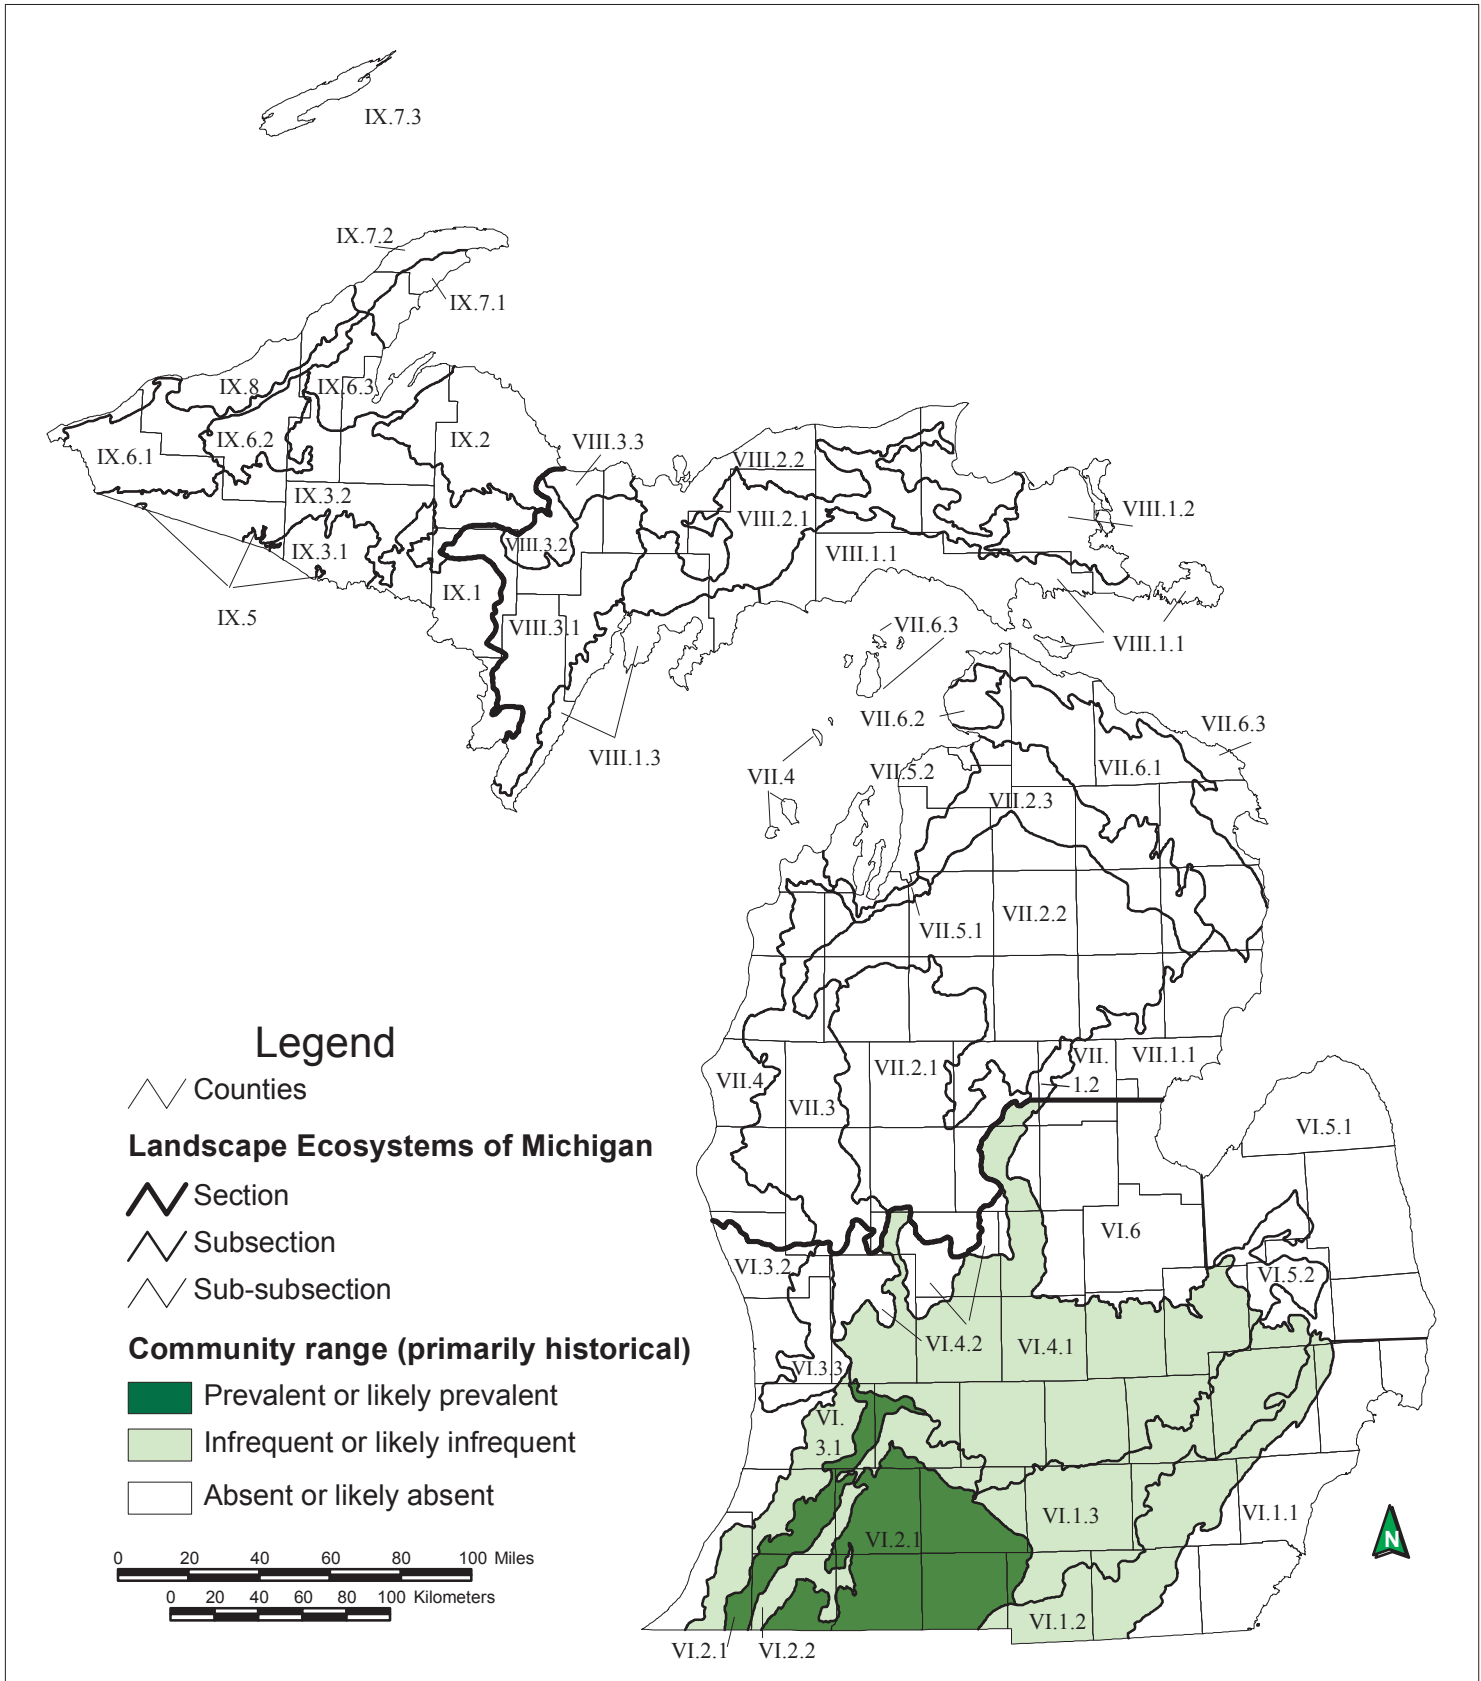 IX.7.3
IX.7.2
IX.7.1
IX.8
IX.6.3
IX.6.2
IX.2
IX.6.1
VIII.3.3
VIII.2.2
IX.3.2
VIII.2.1
VIII.1.2
IX.3.1
VIII.3.2
VIII.1.1
IX.1
IX.5
VIII.3.1
VII.6.3
VIII.1.1
VII.6.2
VII.6.3
VIII.1.3
VII.4
VII.5.2
VII.6.1
VII.2.3
VII.5.1
VII.2.2
VII.4
VII.3
VII.2.1
VII.
1.2
VII.1.1
VI.5.1
VI.6
VI.3.2
VI.5.2
VI.4.2
VI.4.1
VI.3.3
VI.
3.1
VI.2.1
VI.1.3
VI.1.1
VI.1.2
VI.2.1
VI.2.2
Legend
Counties
Landscape Ecosystems of Michigan
Section
Subsection
Sub-subsection
Community range (primarily historical)
Prevalent or likely prevalent
Infrequent or likely infrequent
Absent or likely absent
0 20 40 60 80 100 Miles
0 20 40 60 80 100 Kilometers
N